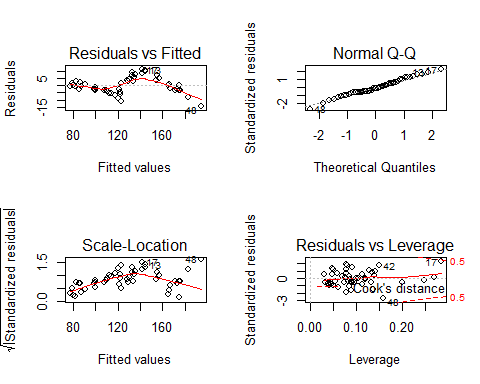 Residuals vs Fitted
Residuals
5
-15
80
120
160
Fitted values
48
Normal Q-Q
Standardized residuals
1
-2
-2
-1
0
1
2
Theoretical Quantiles
48
17
Scale-Location
√|Standardized residuals|
1.5
0.0
80
120
160
Fitted values
48
Residuals vs Leverage
Standardized residuals
0
-3
0.00
0.10
0.20
Leverage
17
42
48
Cook's distance
0.5
0.5